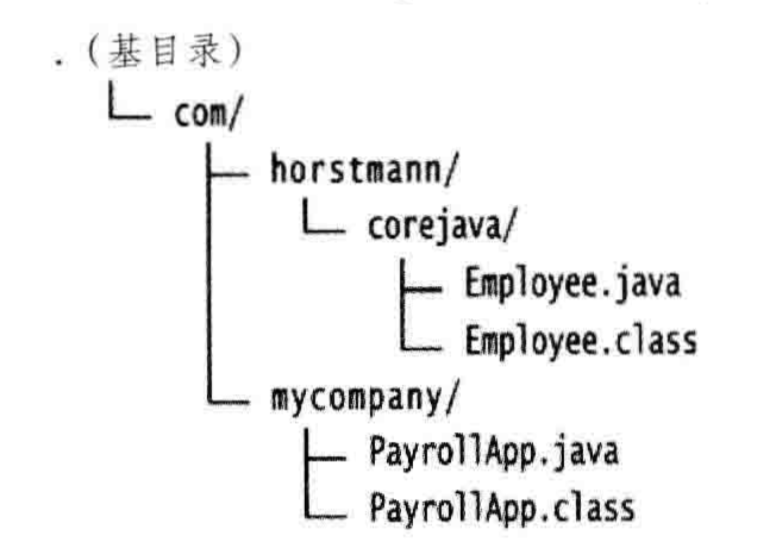 .(基目录)
com/
horstmann/
corejava/
Employee.java
Employee.class
mycompany/
PayrollApp.java
PayrollApp.class